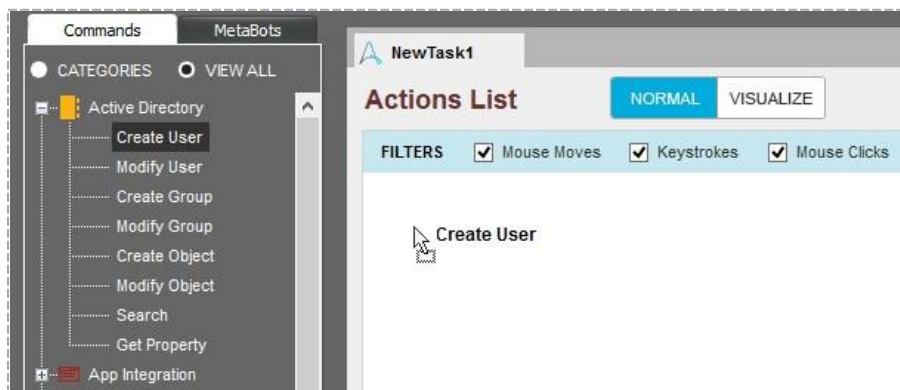 Commands
MetaBots
CATEGORIES
VIEW ALL
Active Directory
Create User
Modify User
Create Group
Modify Group
Create Object
Modify Object
Search
Get Property
App Integration
NewTask1
Actions List
NORMAL
VISUALIZE
FILTERS
Mouse Moves
Keystrokes
Mouse Clicks
Create User